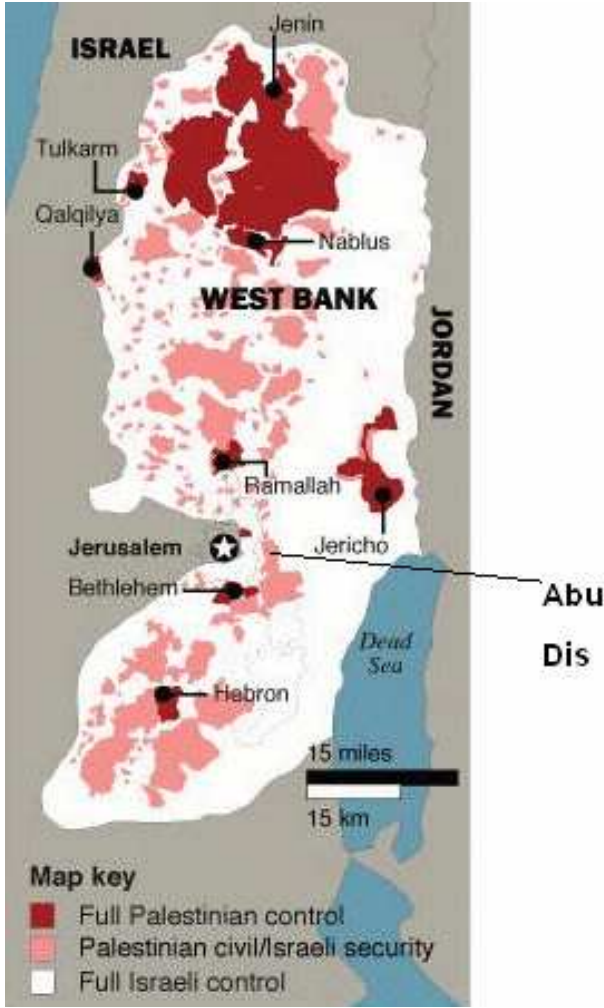 Jenin
ISRAEL
Tulkarm
Qalqilya
Nablus
WEST BANK
JORDAN
Ramallah
Jerusalem
Jericho
Bethlehem
Abu
Dis
Dead
Sea
Hebron
15 miles
15 km
Map key
Full Palestinian control
Palestinian civil/Israeli security
Full Israeli control